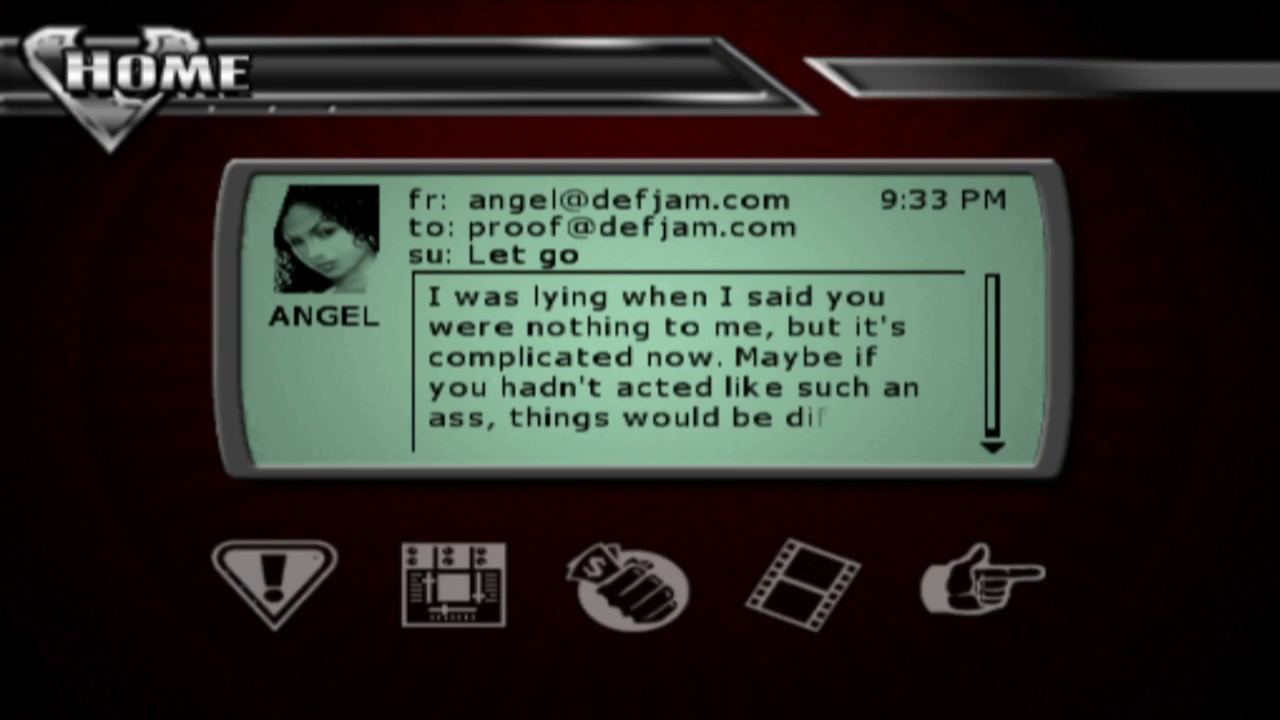 HOME
fr: angel@defjam.com 9:33 PM
to: proof@defjam.com
su: Let go
ANGEL
I was lying when I said you
were nothing to me, but it's
complicated now. Maybe if
you hadn't acted like such an
ass, things would be dif